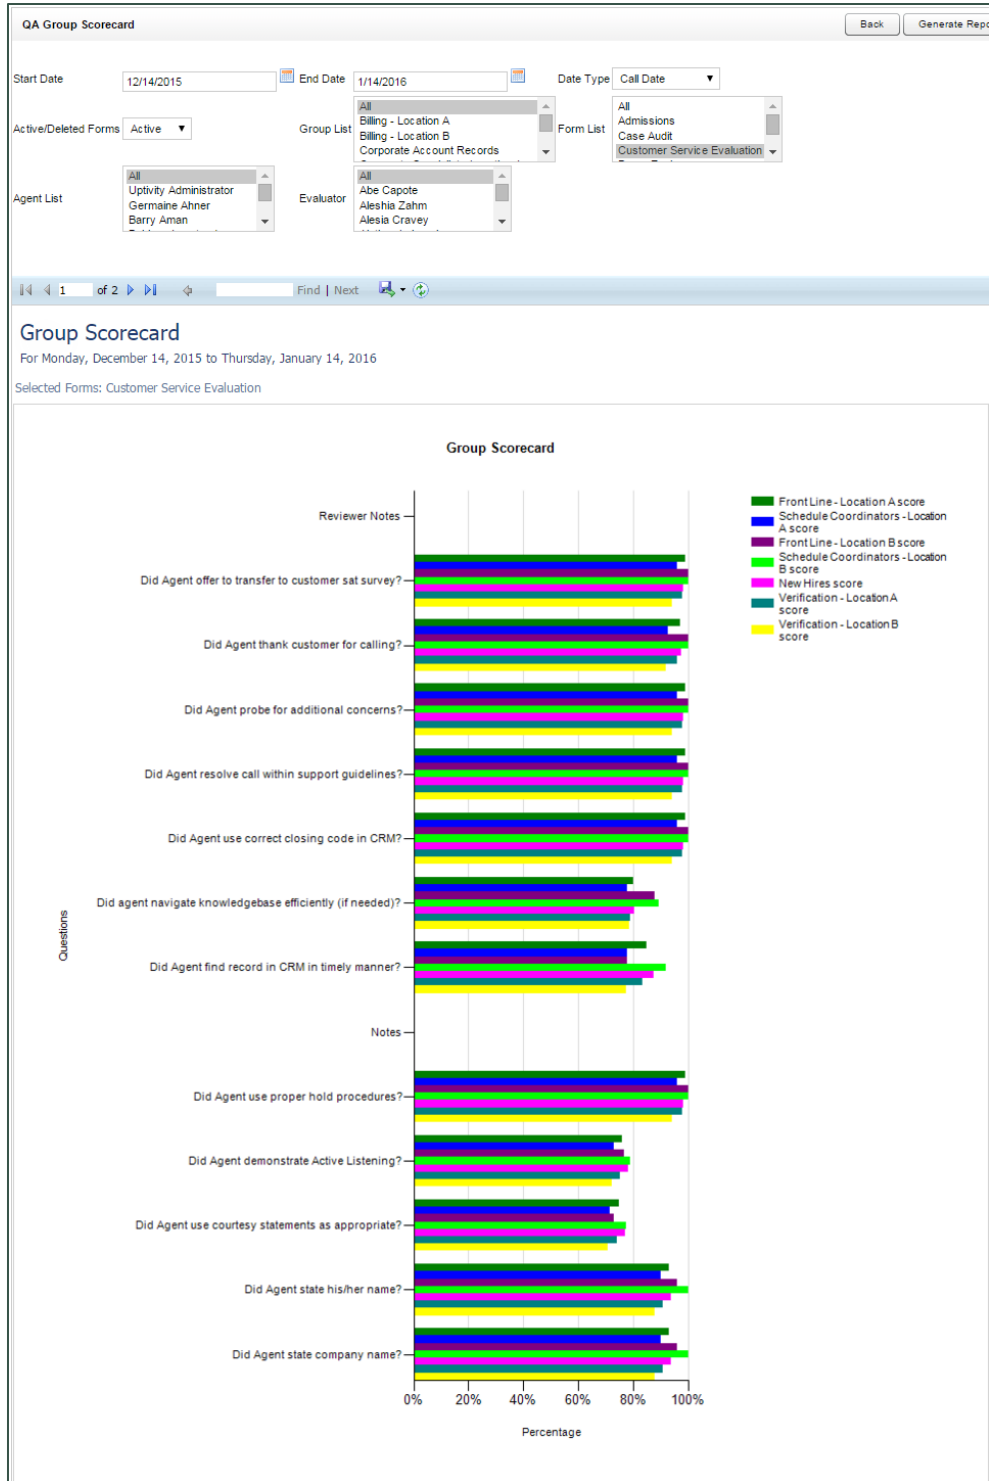 QA Group Scorecard
Back
Generate Repo
Start Date
12/14/2015
End Date
1/14/2016
Date Type
Call Date
Active/Deleted Forms
Active
Group List
All
Billing - Location A
Billing - Location B
Corporate Account Records
Form List
All
Admissions
Case Audit
Customer Service Evaluation
Agent List
All
Uptivity Administrator
Germaine Ahner
Barry Aman
Evaluator
All
Abe Capote
Aleshia Zahm
Alesia Cravey
1 of 2
Find | Next
Group Scorecard
For Monday, December 14, 2015 to Thursday, January 14, 2016
Selected Forms: Customer Service Evaluation
Group Scorecard
Front Line - Location A score
Schedule Coordinators - Location
A score
Front Line - Location B score
Schedule Coordinators - Location
B score
New Hires score
Verification - Location A
score
Verification - Location B
score
Questions
Reviewer Notes
Did Agent offer to transfer to customer sat survey?
Did Agent thank customer for calling?
Did Agent probe for additional concerns?
Did Agent resolve call within support guidelines?
Did Agent use correct closing code in CRM?
Did agent navigate knowledgebase efficiently (if needed)?
Did Agent find record in CRM in timely manner?
Notes
Did Agent use proper hold procedures?
Did Agent demonstrate Active Listening?
Did Agent use courtesy statements as appropriate?
Did Agent state his/her name?
Did Agent state company name?
0% 20% 40% 60% 80% 100%
Percentage